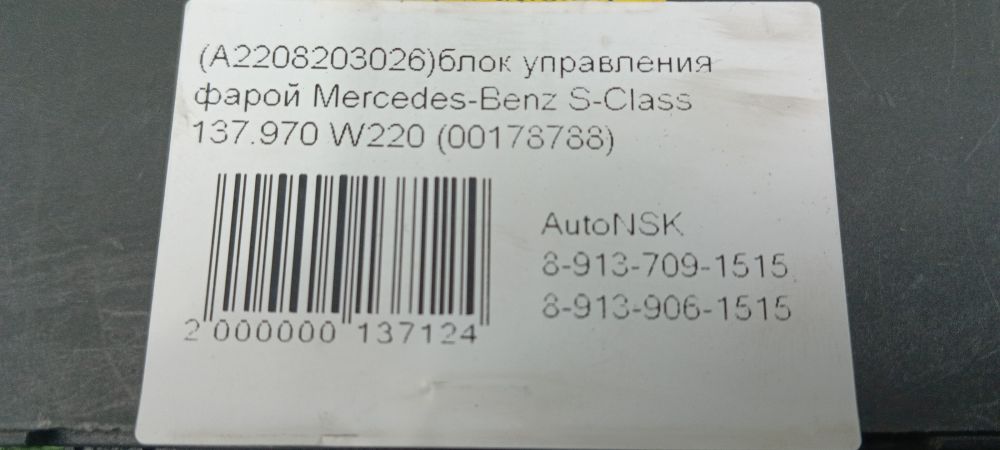 (A2208203026)блок управления
фарой Mercedes-Benz S-Class
137.970 W220 (00178788)
AutoNSK
8-913-709-1515
8-913-906-1515
2 000000 137124